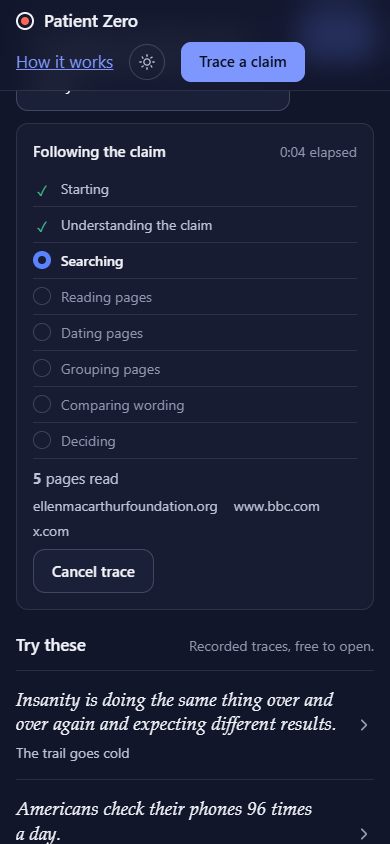 Patient Zero
How it works
Trace a claim
Following the claim
0:04 elapsed
Starting
Understanding the claim
Searching
Reading pages
Dating pages
Grouping pages
Comparing wording
Deciding
5 pages read
ellenmacarthurfoundation.org www.bbc.com
x.com
Cancel trace
Try these
Recorded traces, free to open.
Insanity is doing the same thing over and
over again and expecting different results.
The trail goes cold
Americans check their phones 96 times
a day.